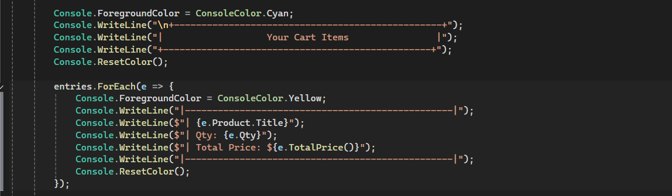 Console.ForegroundColor = ConsoleColor.Cyan;
Console.WriteLine("\n+--------------------------------------------------+");
Console.WriteLine("|                    Your Cart Items                |");
Console.WriteLine("+--------------------------------------------------+");
Console.ResetColor();
entries.ForEach(e => {
Console.ForegroundColor = ConsoleColor.Yellow;
Console.WriteLine("|--------------------------------------------------|");
Console.WriteLine($"| {e.Product.Title}");
Console.WriteLine($"| Qty: {e.Qty}");
Console.WriteLine($"| Total Price: ${e.TotalPrice()}");
Console.WriteLine("|--------------------------------------------------|");
Console.ResetColor();
});